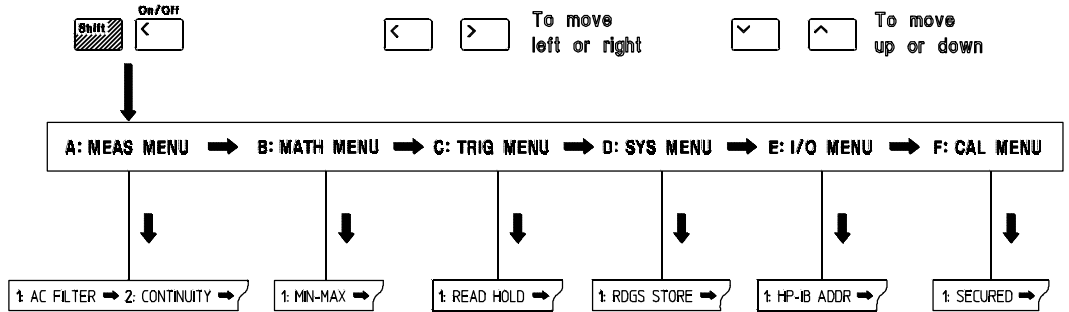 On/Off
Shift <
< > To move
left or right
∨ ∧ To move
up or down
A: MEAS MENU → B: MATH MENU → C: TRIG MENU → D: SYS MENU → E: I/O MENU → F: CAL MENU
1: AC FILTER → 2: CONTINUITY →
1: MIN-MAX →
1: READ HOLD →
1: RDGS STORE →
1: HP-IB ADDR →
1: SECURED →